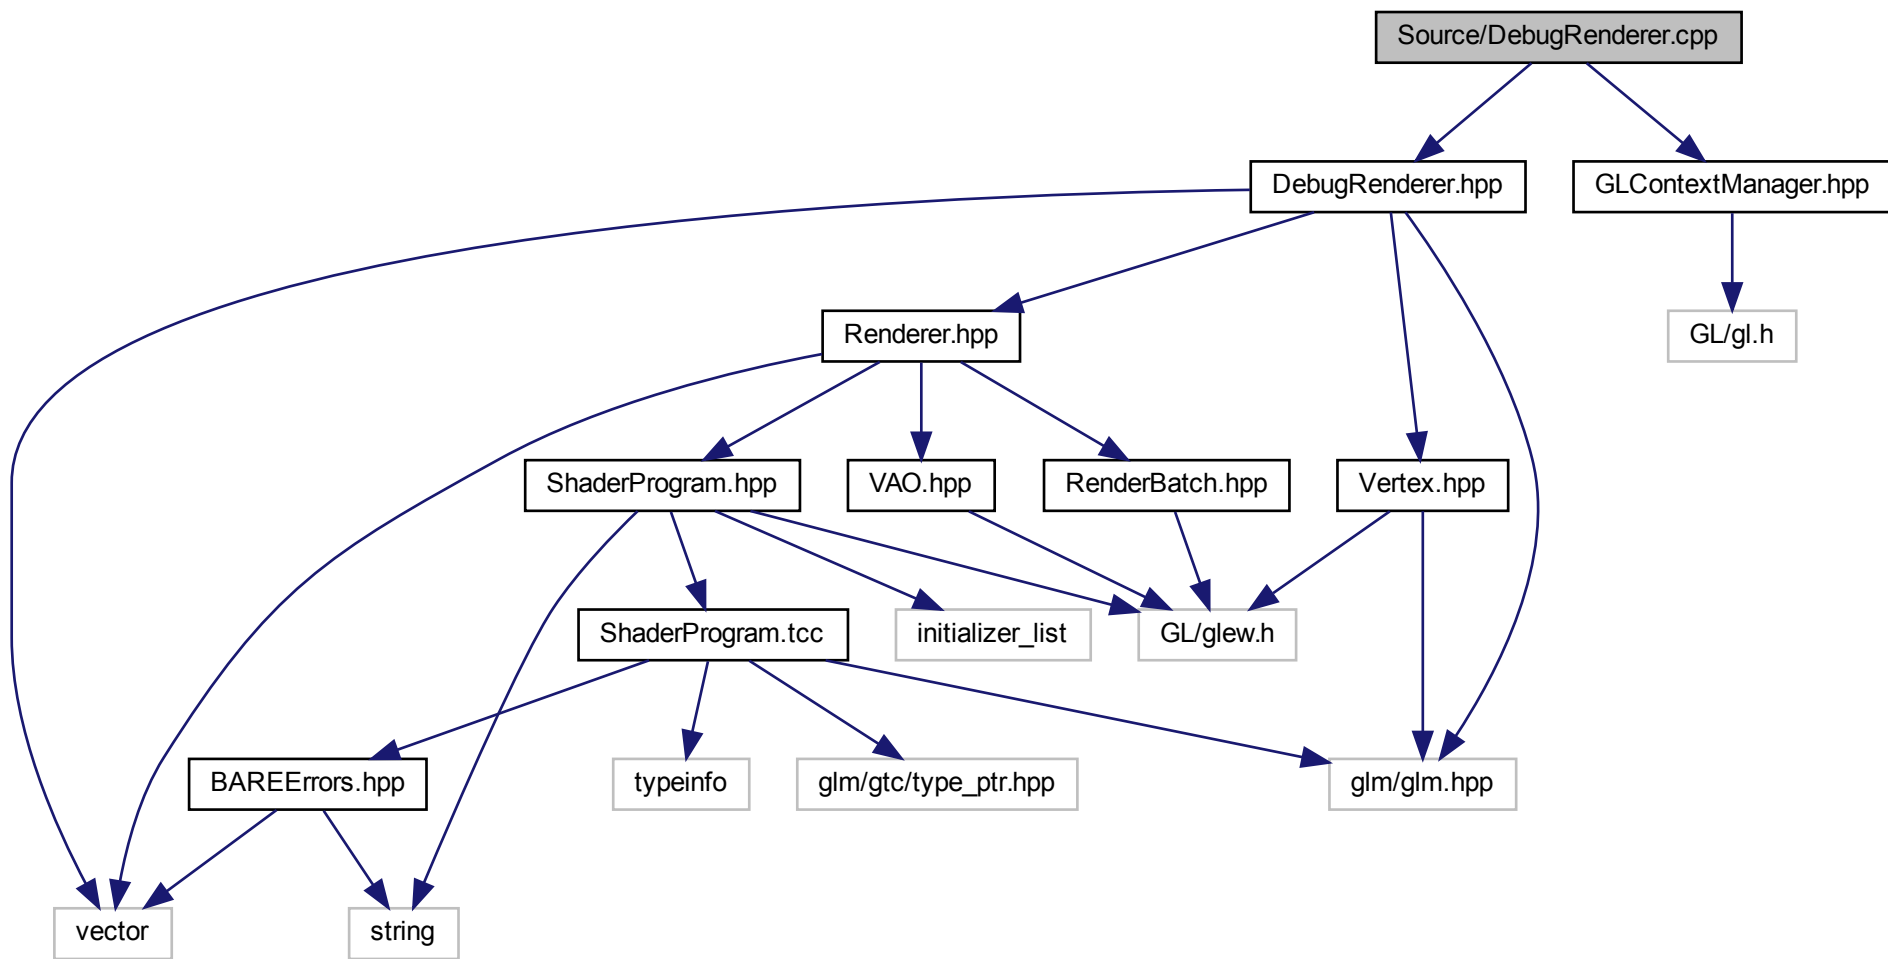 Source/DebugRenderer.cpp
DebugRenderer.hpp
GLContextManager.hpp
Renderer.hpp
GL/gl.h
ShaderProgram.hpp
VAO.hpp
RenderBatch.hpp
Vertex.hpp
ShaderProgram.tcc
initializer_list
GL/glew.h
BAREErrors.hpp
typeinfo
glm/gtc/type_ptr.hpp
glm/glm.hpp
vector
string